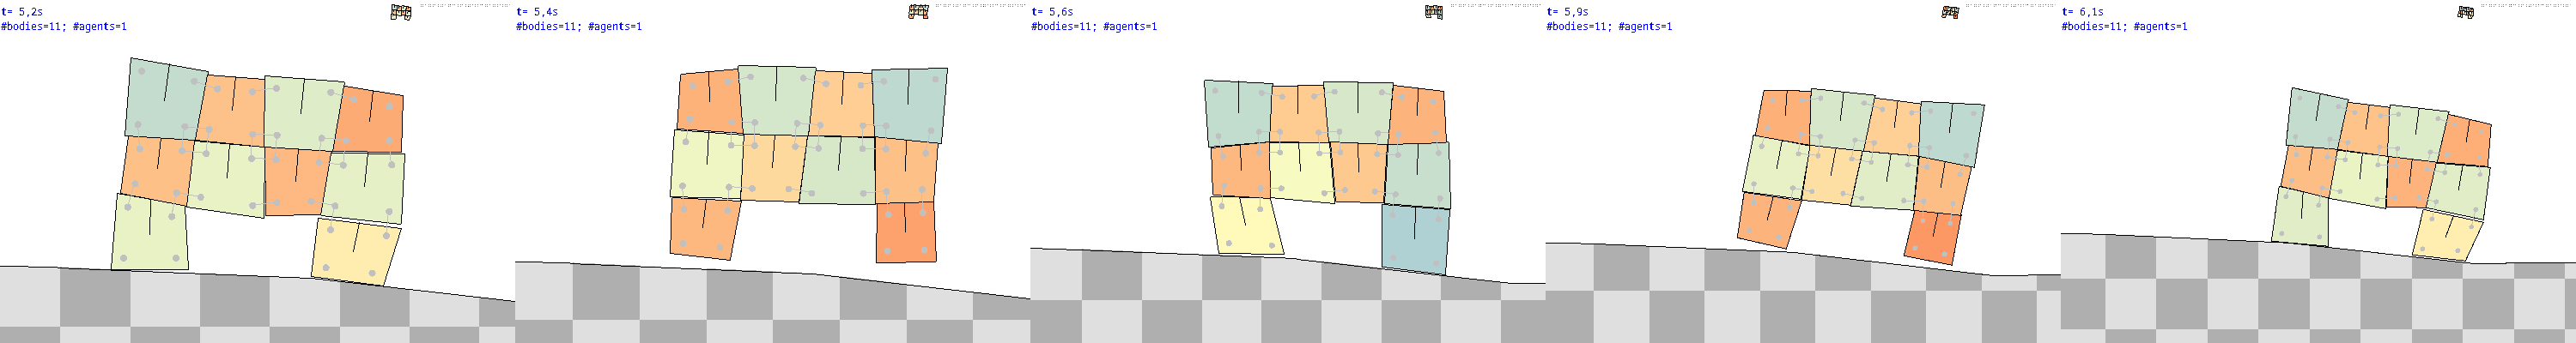 t= 5,2s
#bodies=11; #agents=1
t= 5,4s
#bodies=11; #agents=1
t= 5,6s
#bodies=11; #agents=1
t= 5,9s
#bodies=11; #agents=1
t= 6,1s
#bodies=11; #agents=1